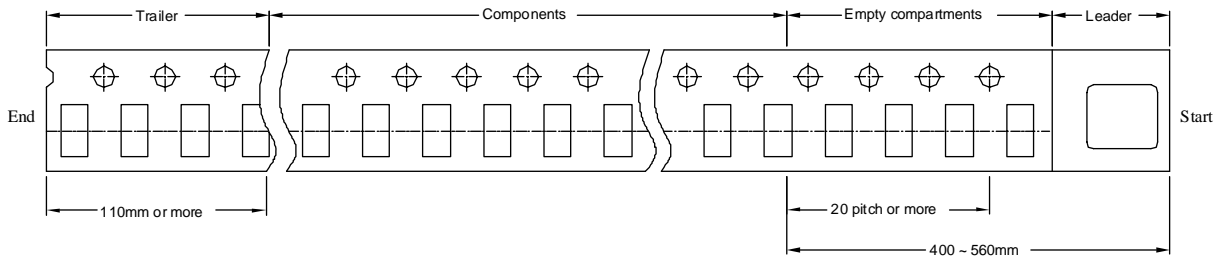 Trailer
Components
Empty compartments
Leader
End
Start
110mm or more
20 pitch or more
400 ~ 560mm